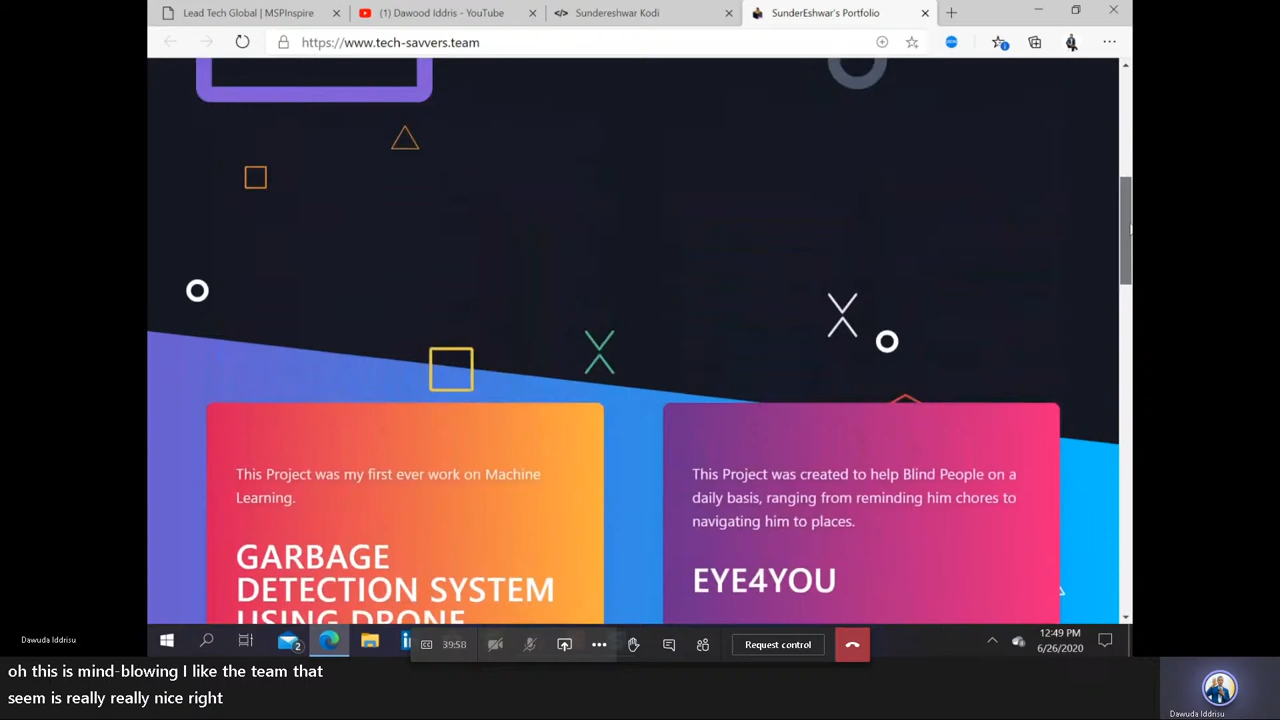 Lead Tech Global | MSPInspire
(1) Dawood Iddris - YouTube
Sundereshwar Kodi
SunderEshwar's Portfolio
https://www.tech-savvers.team
This Project was my first ever work on Machine
Learning.
GARBAGE
DETECTION SYSTEM
USING DRONE
This Project was created to help Blind People on a
daily basis, ranging from reminding him chores to
navigating him to places.
EYE4YOU
Dawuda Iddrisu
2
39:58
Request control
12:49 PM
6/26/2020
oh this is mind-blowing I like the team that
seem is really really nice right
Dawuda Iddrisu